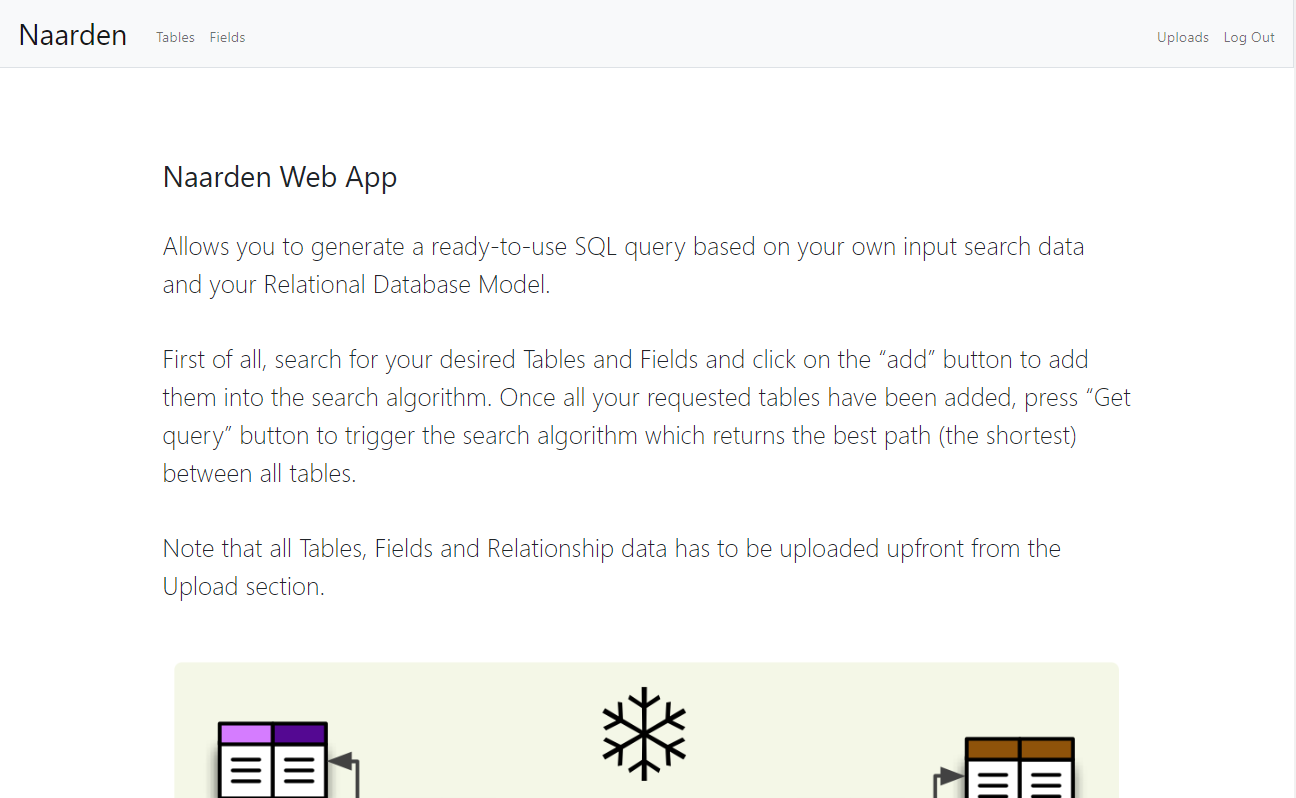 Naarden Tables Fields Uploads Log Out
Naarden Web App
Allows you to generate a ready-to-use SQL query based on your own input search data
and your Relational Database Model.
First of all, search for your desired Tables and Fields and click on the “add” button to add
them into the search algorithm. Once all your requested tables have been added, press “Get
query” button to trigger the search algorithm which returns the best path (the shortest)
between all tables.
Note that all Tables, Fields and Relationship data has to be uploaded upfront from the
Upload section.